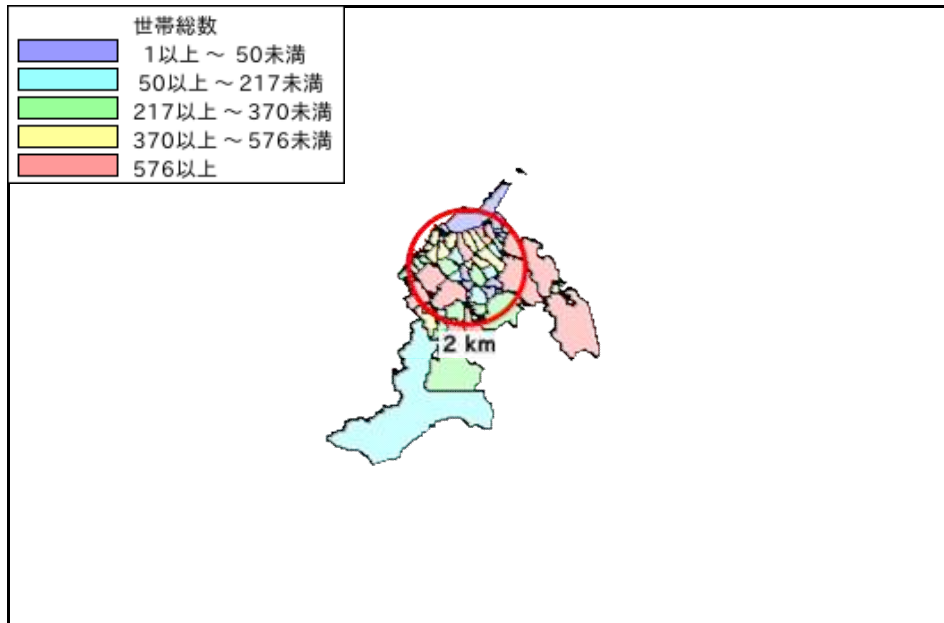 世帯総数
1以上 ～ 50未満
50以上 ～ 217未満
217以上 ～ 370未満
370以上 ～ 576未満
576以上
2 km